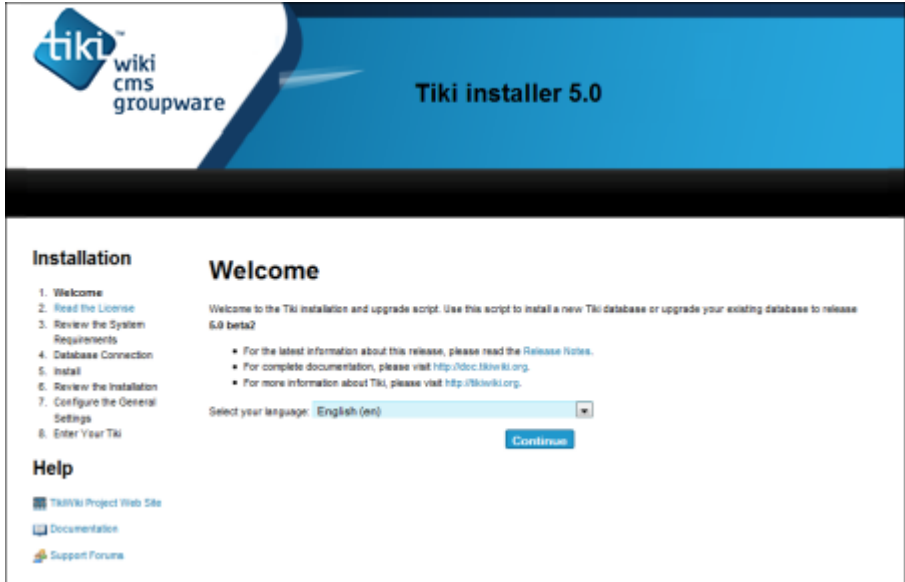 tiki™
wiki
cms
groupware
Tiki installer 5.0
Installation
1. Welcome
2. Read the License
3. Review the System
Requirements
4. Database Connection
5. Install
6. Review the Installation
7. Configure the General
Settings
8. Enter Your Tiki
Help
TikiWiki Project Web Site
Documentation
Support Forums
Welcome
Welcome to the Tiki installation and upgrade script. Use this script to install a new Tiki database or upgrade your existing database to release
5.0 beta2
• For the latest information about this release, please read the Release Notes.
• For complete documentation, please visit http://doc.tikiwiki.org.
• For more information about Tiki, please visit http://tikiwiki.org.
Select your language: English (en)
Continue